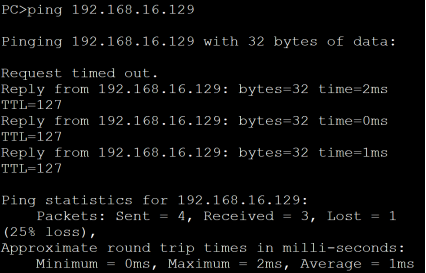 PC>ping 192.168.16.129
Pinging 192.168.16.129 with 32 bytes of data:
Request timed out.
Reply from 192.168.16.129: bytes=32 time=2ms
TTL=127
Reply from 192.168.16.129: bytes=32 time=0ms
TTL=127
Reply from 192.168.16.129: bytes=32 time=1ms
TTL=127
Ping statistics for 192.168.16.129:
Packets: Sent = 4, Received = 3, Lost = 1
(25% loss),
Approximate round trip times in milli-seconds:
Minimum = 0ms, Maximum = 2ms, Average = 1ms